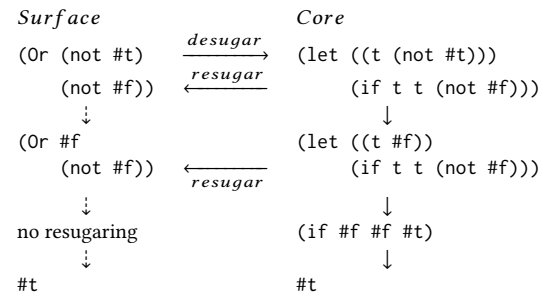 Surface Core
(Or (not #t) desugar (let ((t (not #t)))
(not #f)) resugar (if t t (not #f)))
(Or #f (let ((t #f))
(not #f)) (if t t (not #f)))
resugar
no resugaring (if #f #f #t)
#t #t